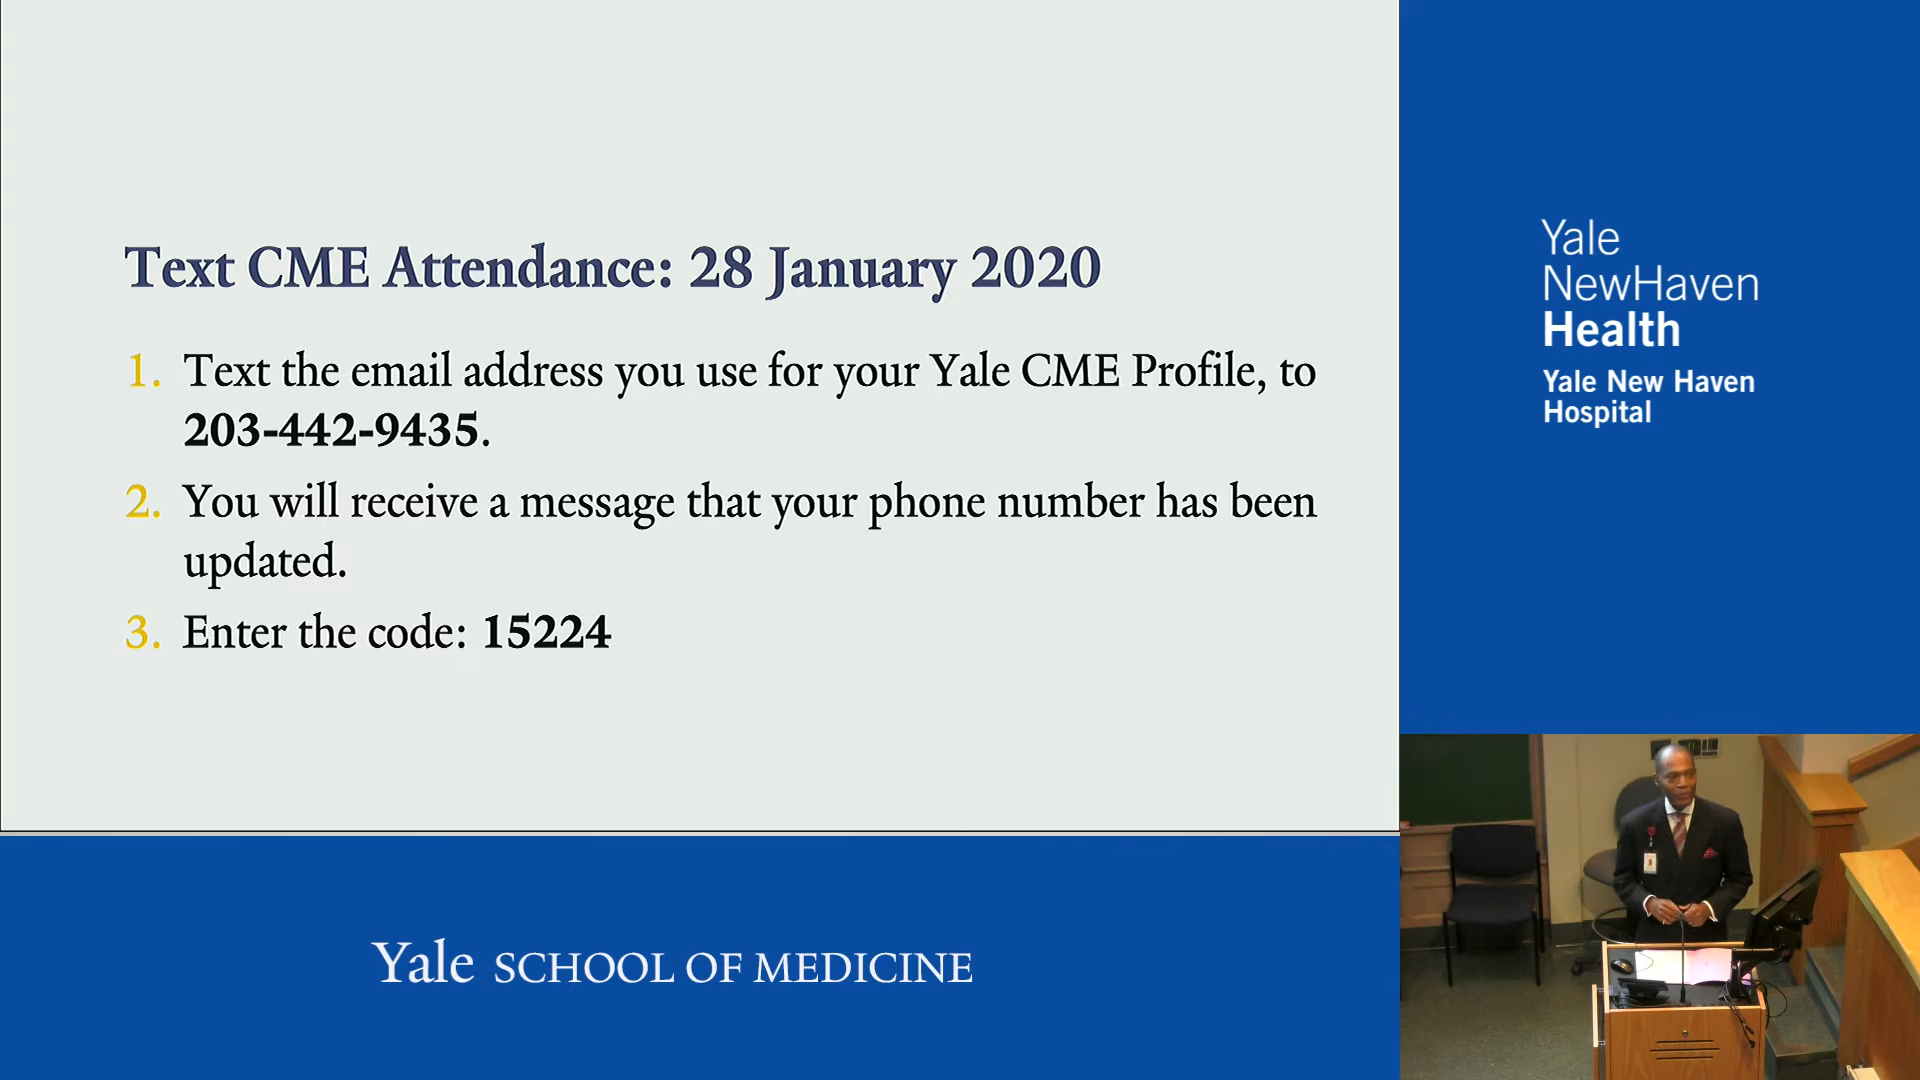 Text CME Attendance: 28 January 2020
1. Text the email address you use for your Yale CME Profile, to
203-442-9435.
2. You will receive a message that your phone number has been
updated.
3. Enter the code: 15224
Yale
NewHaven
Health
Yale New Haven
Hospital
Yale SCHOOL OF MEDICINE